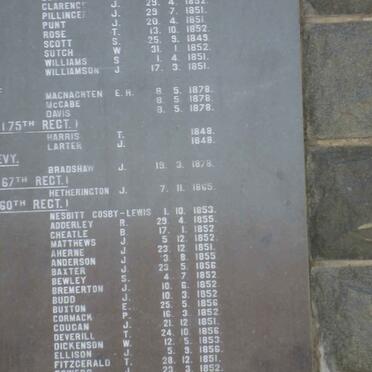 CLARENCE J. 29. 4. 1852.
PILLINGER J. 29. 7. 1851.
PUNT J. 20. 4. 1851.
ROSE T. 13. 10. 1852.
SCOTT S. 25. 9. 1849.
SUTCH W 31. 1. 1852.
WILLIAMS S 1. 4. 1851.
WILLIAMSON J 17. 3. 1851.
MACNACHTEN E. H. 8. 5. 1878.
McCABE 8. 5. 1878.
DAVIS 8. 5. 1878.
(75TH REGT.)
HARRIS T. 1848.
LARTER J. 1848.
EVY.
BRADSHAW J. 19. 3. 1878.
67TH REGT.)
HETHERINGTON J. 7. 11. 1865.
60TH REGT.)
NESBITT COSBY-LEWIS 1. 10. 1853.
ADDERLEY R. 29. 4. 1855.
CHEATLE B. 17. 1. 1852
MATTHEWS J. 5 12. 1852.
AHERNE J. 23 12 1851.
ANDERSON J. 3. 8. 1855
BAXTER J. 23. 5 1856
BEWLEY S. 4. 7 1852
BREMERTON J. 10. 6. 1852
BUDD J. 10. 3. 1852
BUXTON E. 25. 5 1856
CORMACK P. 16. 3 1852
COUGAN J. 21. 12. 1851
DEVERILL T. 24. 10. 1856.
DICKENSON W. 12. 5. 1853.
ELLISON J. 5. 9. 1856
FITZGERALD T. 28. 12. 1851.
J 23. 3 1852